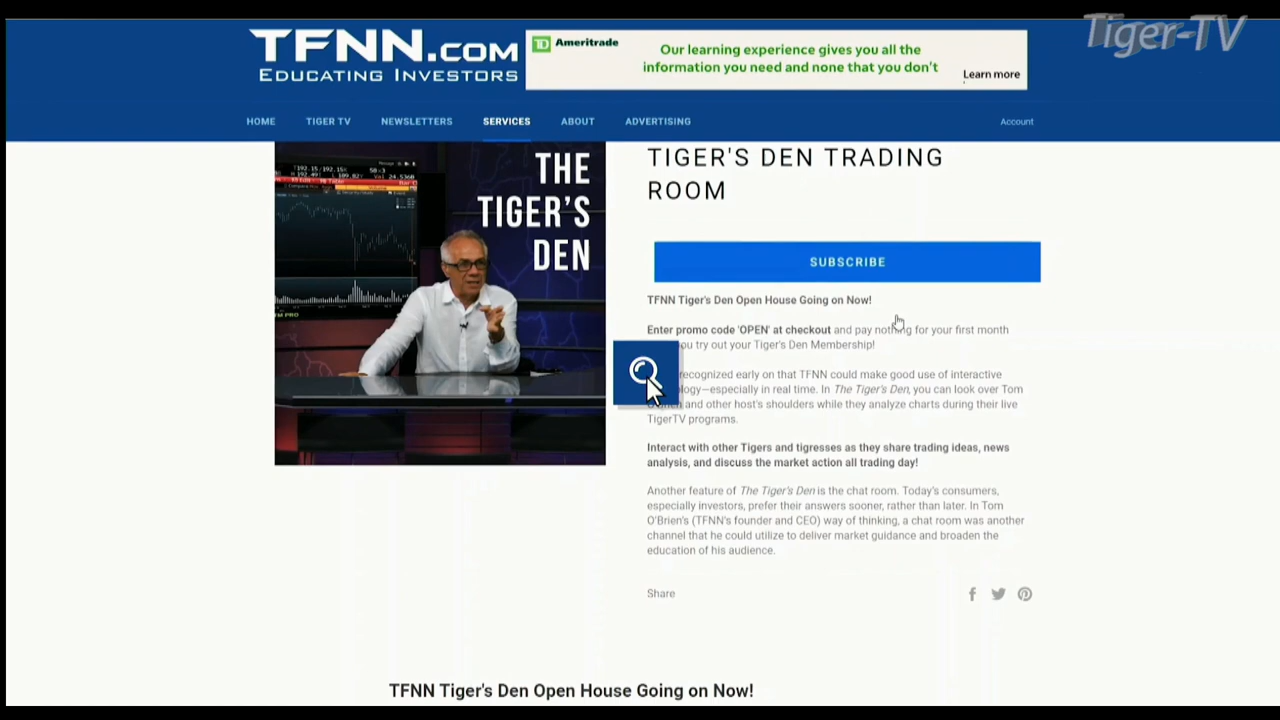 Tiger-TV
TFNN.COM
EDUCATING INVESTORS
TD Ameritrade
Our learning experience gives you all the
information you need and none that you don't
Learn more
HOME TIGER TV NEWSLETTERS SERVICES ABOUT ADVERTISING Account
THE
TIGER'S
DEN
TIGER'S DEN TRADING
ROOM
SUBSCRIBE
TFNN Tiger's Den Open House Going on Now!
Enter promo code 'OPEN' at checkout and pay nothing for your first month
you try out your Tiger's Den Membership!
recognized early on that TFNN could make good use of interactive
especially in real time. In The Tiger's Den, you can look over Tom
and other host's shoulders while they analyze charts during their live
TigerTV programs.
Interact with other Tigers and tigresses as they share trading ideas, news
analysis, and discuss the market action all trading day!
Another feature of The Tiger's Den is the chat room. Today's consumers,
especially investors, prefer their answers sooner, rather than later. In Tom
O'Brien's (TFNN's founder and CEO) way of thinking, a chat room was another
channel that he could utilize to deliver market guidance and broaden the
education of his audience.
Share
TFNN Tiger's Den Open House Going on Now!